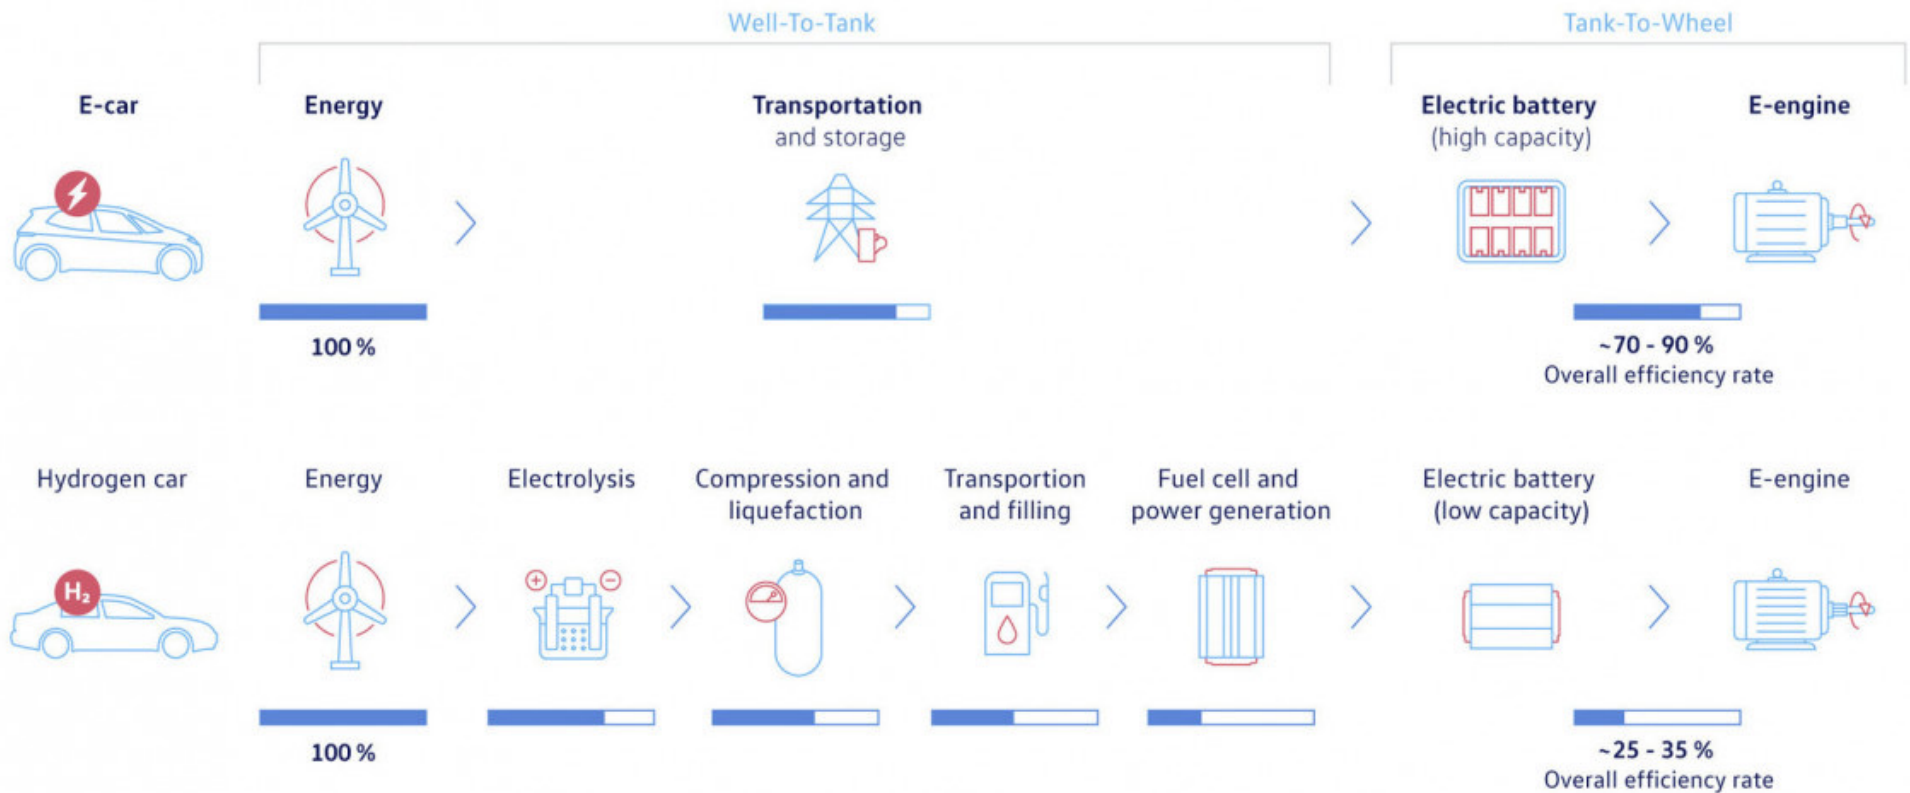 Well-To-Tank
Tank-To-Wheel
E-car
Energy
Transportation
and storage
Electric battery
(high capacity)
E-engine
100 %
~70 - 90 %
Overall efficiency rate
Hydrogen car
Energy
Electrolysis
Compression and
liquefaction
Transportion
and filling
Fuel cell and
power generation
Electric battery
(low capacity)
E-engine
H₂
+
−
100 %
~25 - 35 %
Overall efficiency rate